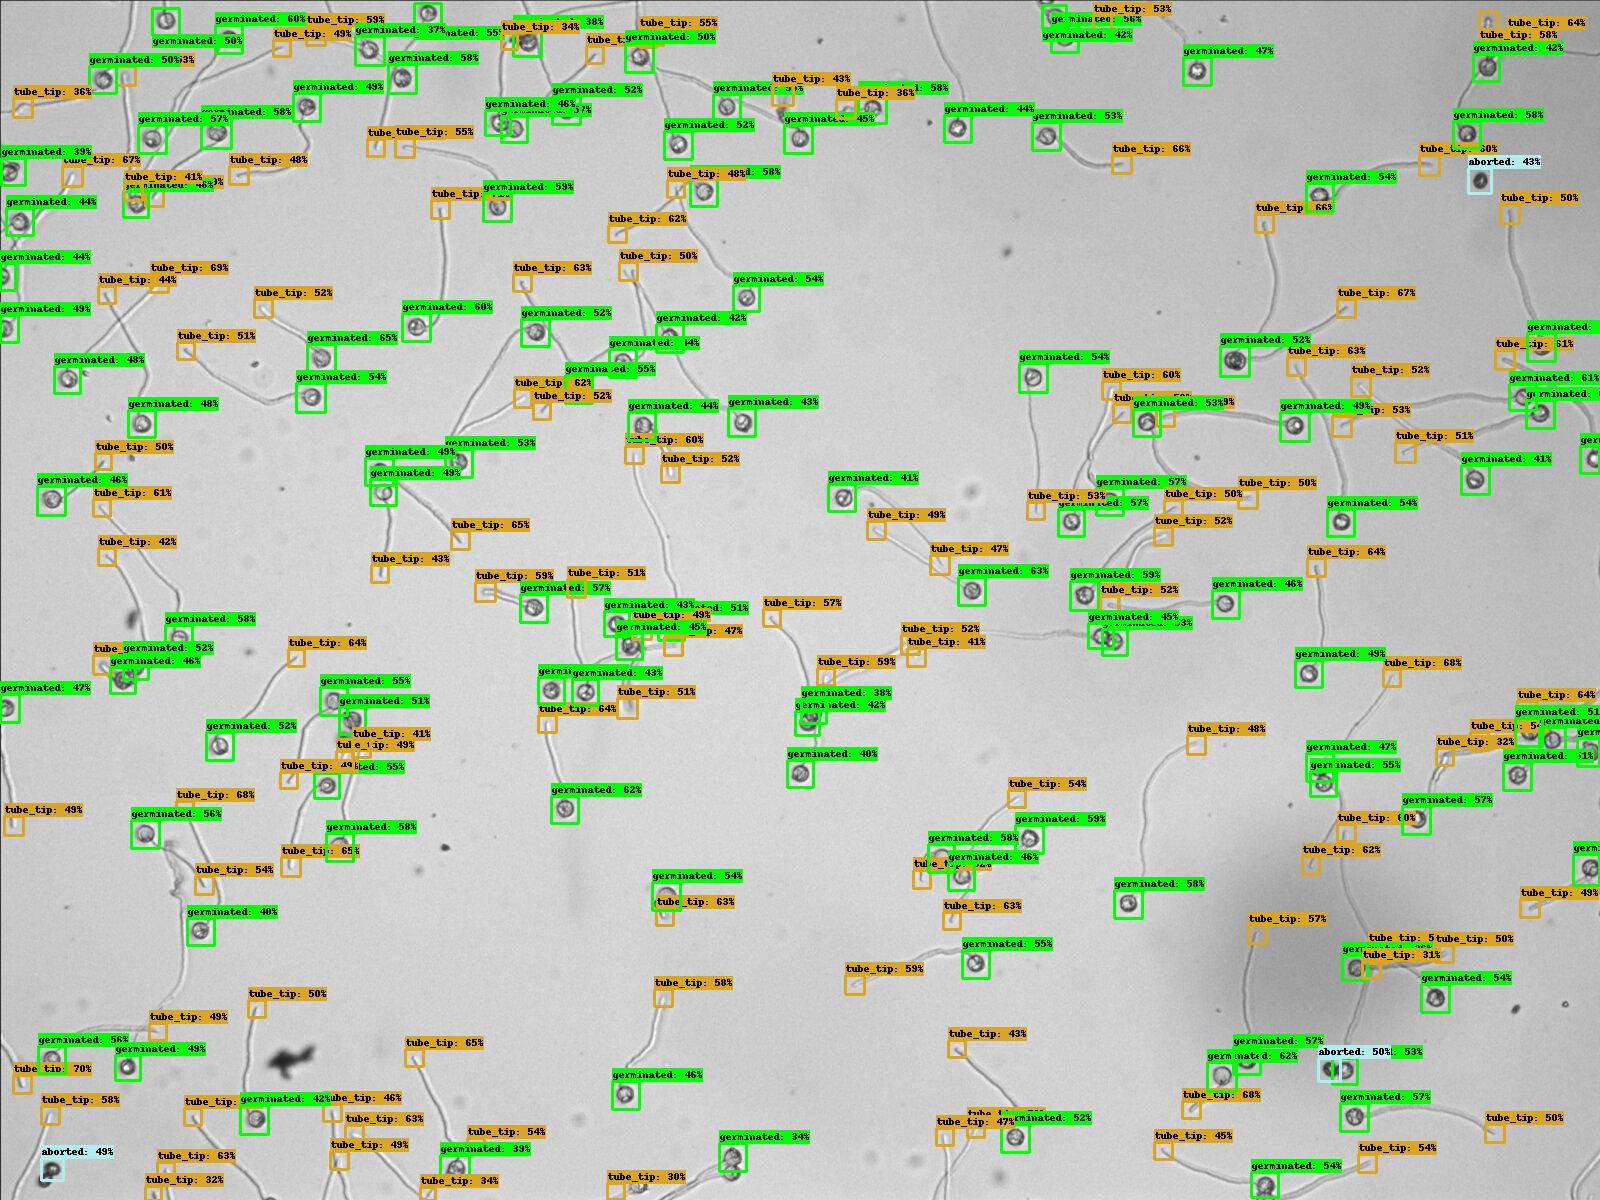 germinated: 60%
tube_tip: 59%
tube_tip: 53%
tube_tip: 55%
tube_tip: 64%
germinated: 50%
tube_tip: 49%
germinated: 37%
tube_tip: 34%
germinated: 50%
germinated: 42%
tube_tip: 58%
germinated: 50%
germinated: 58%
germinated: 47%
germinated: 42%
tube_tip: 36%
germinated: 49%
germinated: 52%
tube_tip: 43%
tube_tip: 36%
germinated: 57%
germinated: 46%
germinated: 52%
germinated: 44%
germinated: 53%
germinated: 58%
germinated: 39%
tube_tip: 67%
tube_tip: 48%
tube_tip: 55%
tube_tip: 66%
aborted: 43%
tube_tip: 41%
germinated: 59%
tube_tip: 48%
germinated: 54%
germinated: 44%
tube_tip: 62%
tube_tip: 50%
germinated: 44%
tube_tip: 69%
tube_tip: 44%
tube_tip: 63%
tube_tip: 50%
germinated: 54%
germinated: 49%
tube_tip: 52%
germinated: 60%
germinated: 52%
germinated: 42%
tube_tip: 67%
tube_tip: 51%
germinated: 65%
germinated: 52%
tube_tip: 63%
germinated: 48%
germinated: 54%
germinated: 54%
tube_tip: 60%
tube_tip: 52%
germinated: 61%
germinated: 48%
tube_tip: 52%
germinated: 44%
germinated: 43%
germinated: 53%
germinated: 49%
tube_tip: 50%
germinated: 49%
germinated: 53%
tube_tip: 60%
tube_tip: 52%
tube_tip: 51%
germinated: 41%
germinated: 46%
tube_tip: 61%
germinated: 49%
germinated: 41%
germinated: 57%
tube_tip: 53%
tube_tip: 50%
tube_tip: 50%
germinated: 54%
tube_tip: 42%
tube_tip: 65%
tube_tip: 49%
tube_tip: 52%
tube_tip: 43%
tube_tip: 59%
tube_tip: 51%
tube_tip: 47%
germinated: 63%
germinated: 59%
tube_tip: 52%
germinated: 46%
tube_tip: 64%
germinated: 58%
germinated: 43%
tube_tip: 49%
germinated: 45%
tube_tip: 57%
tube_tip: 52%
tube_tip: 41%
germinated: 45%
germinated: 52%
germinated: 46%
tube_tip: 64%
germinated: 43%
tube_tip: 59%
germinated: 49%
tube_tip: 68%
germinated: 47%
germinated: 55%
germinated: 51%
tube_tip: 51%
tube_tip: 64%
germinated: 38%
germinated: 42%
tube_tip: 64%
germinated: 52%
tube_tip: 41%
tube_tip: 48%
tube_tip: 32%
germinated: 40%
germinated: 47%
germinated: 55%
tube_tip: 68%
germinated: 62%
tube_tip: 54%
germinated: 57%
tube_tip: 49%
germinated: 56%
germinated: 58%
germinated: 59%
germinated: 58%
germinated: 46%
tube_tip: 60%
tube_tip: 65%
tube_tip: 62%
tube_tip: 54%
germinated: 54%
tube_tip: 63%
tube_tip: 63%
germinated: 58%
tube_tip: 49%
germinated: 40%
tube_tip: 57%
germinated: 55%
tube_tip: 50%
tube_tip: 31%
tube_tip: 59%
tube_tip: 58%
germinated: 54%
tube_tip: 50%
tube_tip: 49%
germinated: 56%
germinated: 49%
tube_tip: 65%
tube_tip: 43%
germinated: 57%
aborted: 50%
tube_tip: 70%
germinated: 46%
tube_tip: 68%
germinated: 57%
tube_tip: 58%
germinated: 42%
tube_tip: 46%
tube_tip: 63%
tube_tip: 47%
germinated: 52%
tube_tip: 50%
tube_tip: 54%
germinated: 34%
tube_tip: 45%
aborted: 49%
tube_tip: 63%
tube_tip: 49%
germinated: 39%
tube_tip: 54%
germinated: 54%
tube_tip: 32%
tube_tip: 34%
tube_tip: 30%